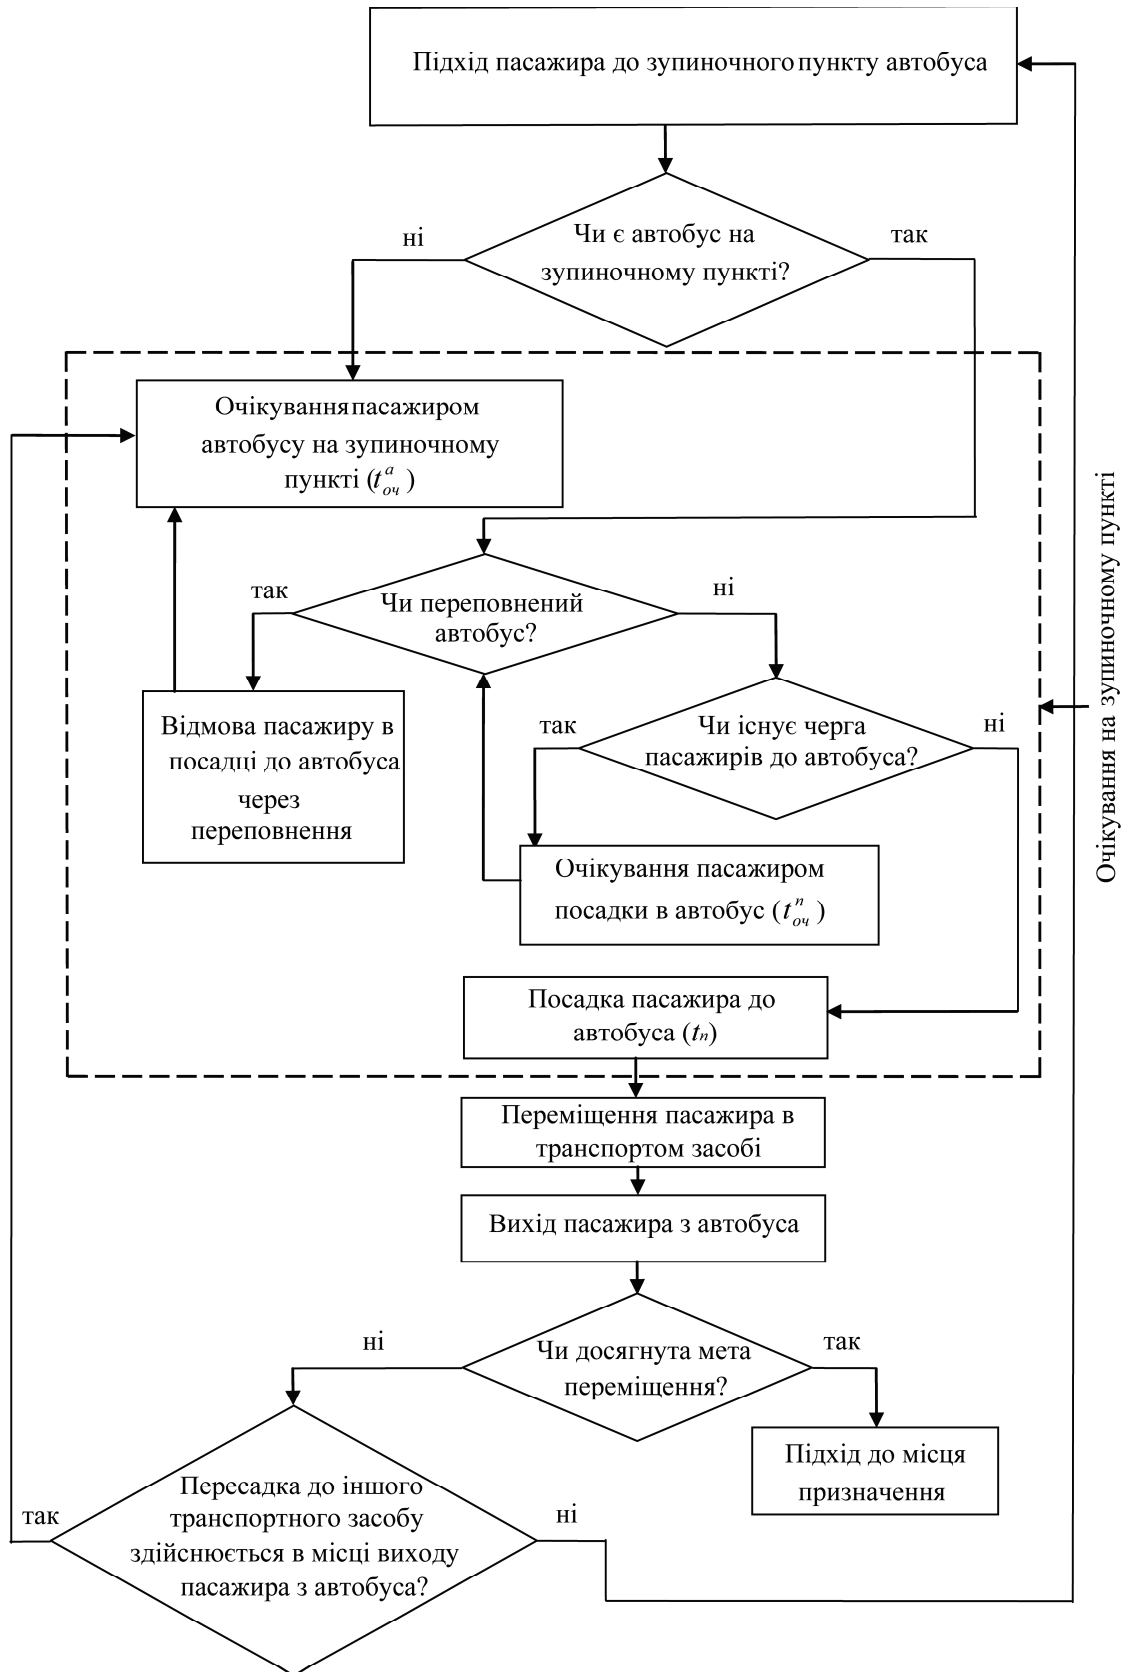 Підхід пасажира до зупиночного пункту автобуса
Чи є автобус на
зупиночному пункті?
ні
так
Очікування пасажиром
автобусу на зупиночному
пункті (t^а_оч)
Чи переповнений
автобус?
так
ні
Відмова пасажиру в
посадці до автобуса
через
переповнення
Чи існує черга
пасажирів до автобуса?
так
ні
Очікування пасажиром
посадки в автобус (t^п_оч)
Посадка пасажира до
автобуса (tп)
Очікування на зупиночному пункті
Переміщення пасажира в
транспортом засобі
Вихід пасажира з автобуса
Чи досягнута мета
переміщення?
ні
так
Підхід до місця
призначення
Пересадка до іншого
транспортного засобу
здійснюється в місці виходу
пасажира з автобуса?
так
ні